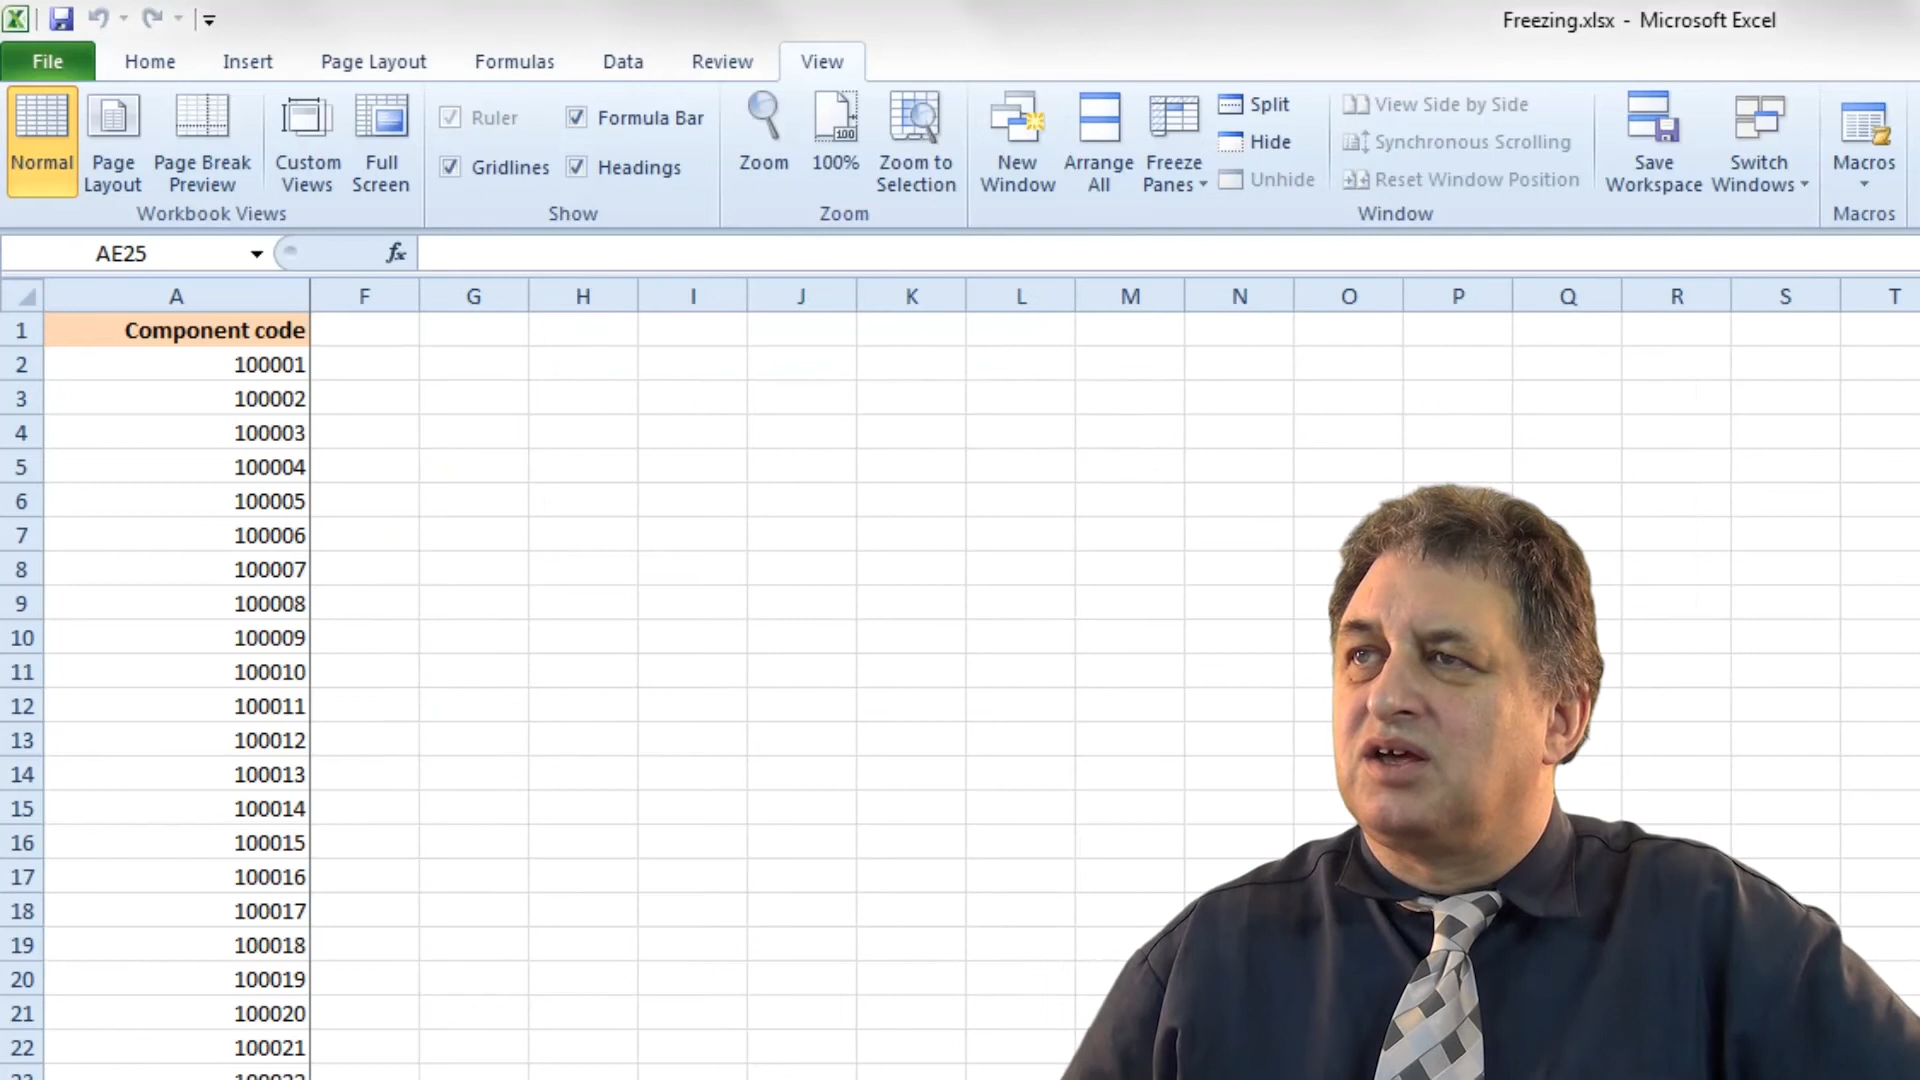 Freezing.xlsx - Microsoft Excel
File Home Insert Page Layout Formulas Data Review View
Normal
Page Layout
Page Break Preview
Custom Views
Full Screen
Workbook Views
Ruler
Formula Bar
Gridlines
Headings
Show
Zoom
100
100%
Zoom to Selection
Zoom
New Window
Arrange All
Freeze Panes
Split
Hide
Unhide
View Side by Side
Synchronous Scrolling
Reset Window Position
Window
Save Workspace
Switch Windows
Macros
Macros
AE25 fx
A F G H I J K L M N O P Q R S T
1 Component code
2 100001
3 100002
4 100003
5 100004
6 100005
7 100006
8 100007
9 100008
10 100009
11 100010
12 100011
13 100012
14 100013
15 100014
16 100015
17 100016
18 100017
19 100018
20 100019
21 100020
22 100021